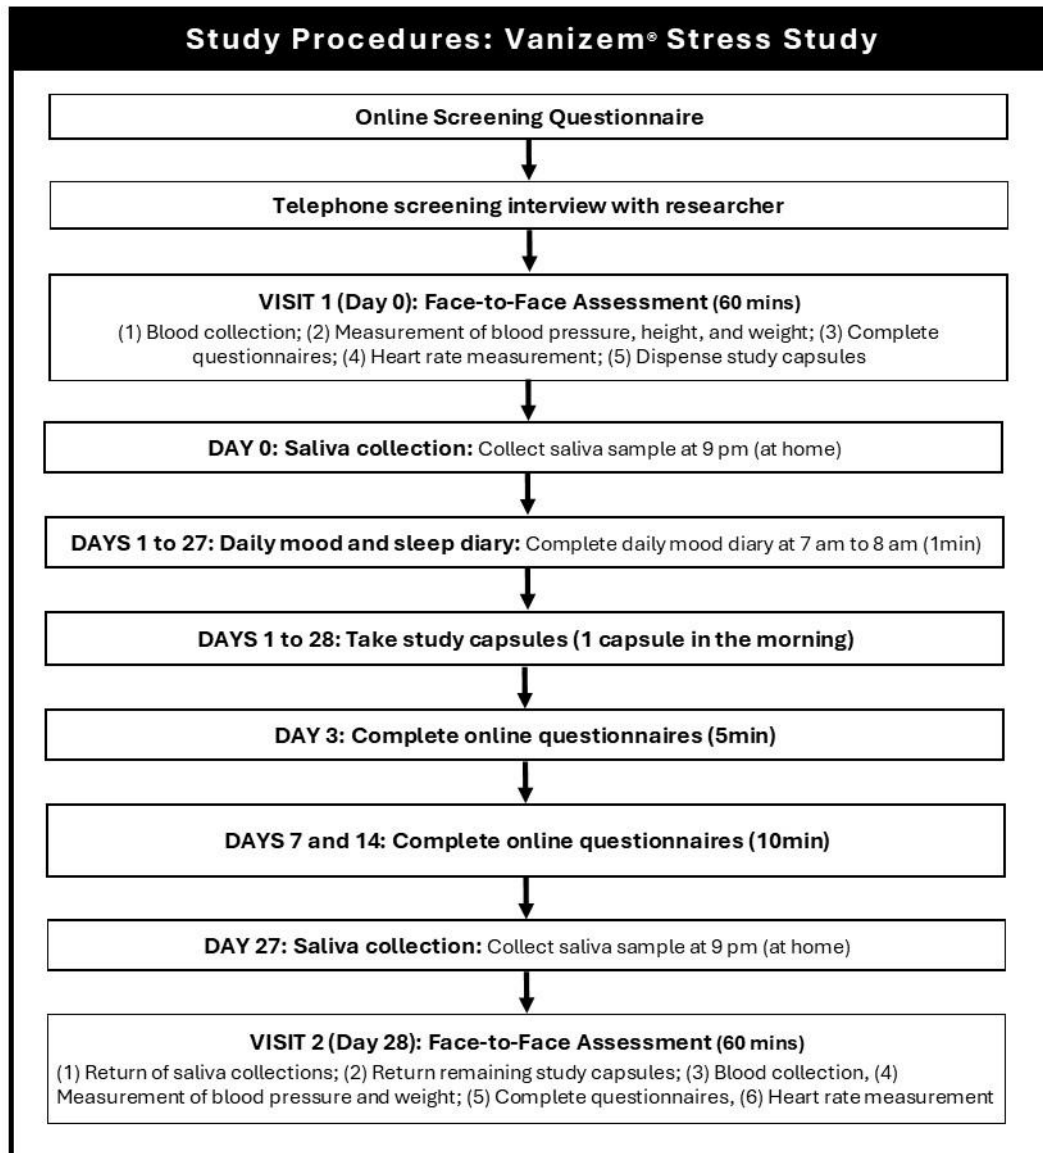 Study Procedures: Vanizem® Stress Study
Online Screening Questionnaire
Telephone screening interview with researcher
VISIT 1 (Day 0): Face-to-Face Assessment (60 mins)
(1) Blood collection; (2) Measurement of blood pressure, height, and weight; (3) Complete
questionnaires; (4) Heart rate measurement; (5) Dispense study capsules
DAY 0: Saliva collection: Collect saliva sample at 9 pm (at home)
DAYS 1 to 27: Daily mood and sleep diary: Complete daily mood diary at 7 am to 8 am (1min)
DAYS 1 to 28: Take study capsules (1 capsule in the morning)
DAY 3: Complete online questionnaires (5min)
DAYS 7 and 14: Complete online questionnaires (10min)
DAY 27: Saliva collection: Collect saliva sample at 9 pm (at home)
VISIT 2 (Day 28): Face-to-Face Assessment (60 mins)
(1) Return of saliva collections; (2) Return remaining study capsules; (3) Blood collection, (4)
Measurement of blood pressure and weight; (5) Complete questionnaires, (6) Heart rate measurement